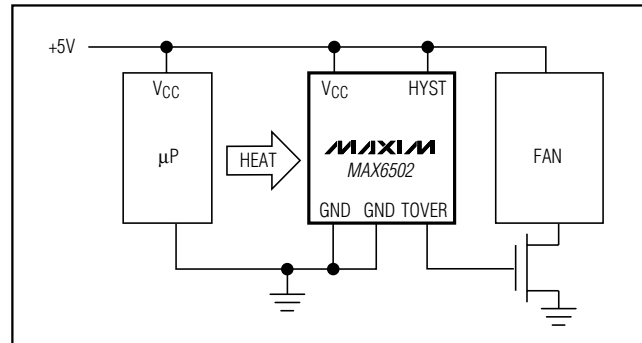 +5V
VCC
μP
HEAT
VCC
HYST
MAXIM
MAX6502
GND
GND
TOVER
FAN